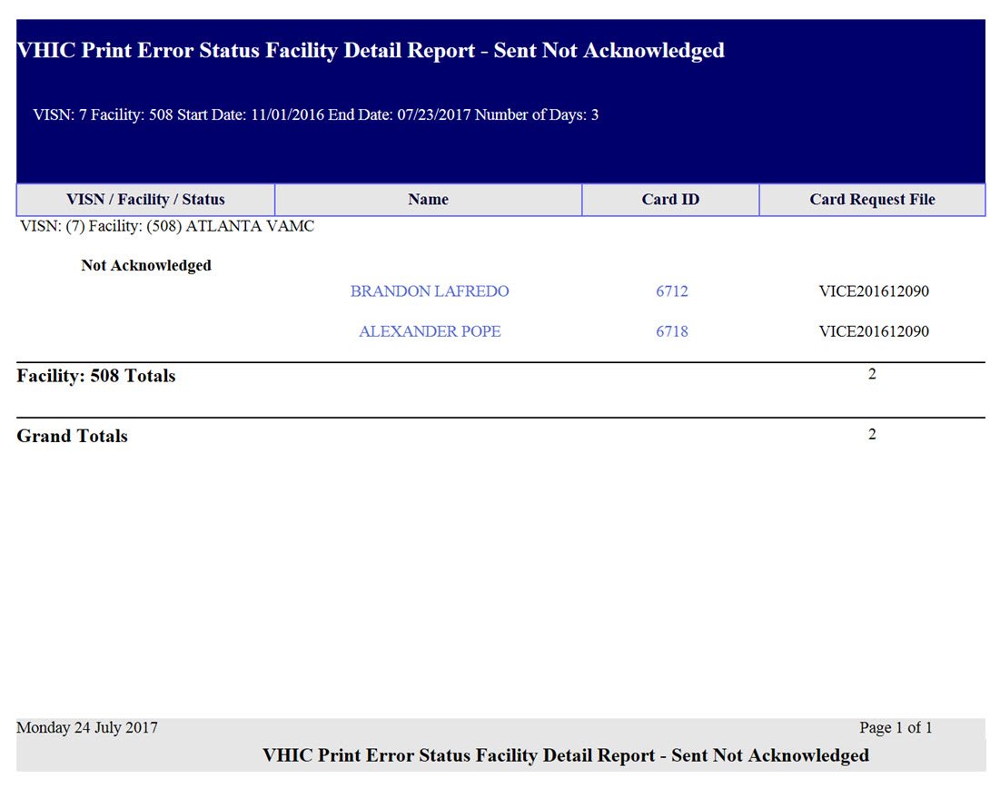 VHIC Print Error Status Facility Detail Report - Sent Not Acknowledged
VISN: 7 Facility: 508 Start Date: 11/01/2016 End Date: 07/23/2017 Number of Days: 3
VISN / Facility / Status Name Card ID Card Request File
VISN: (7) Facility: (508) ATLANTA VAMC
Not Acknowledged
BRANDON LAFREDO 6712 VICE201612090
ALEXANDER POPE 6718 VICE201612090
Facility: 508 Totals 2
Grand Totals 2
Monday 24 July 2017 Page 1 of 1
VHIC Print Error Status Facility Detail Report - Sent Not Acknowledged